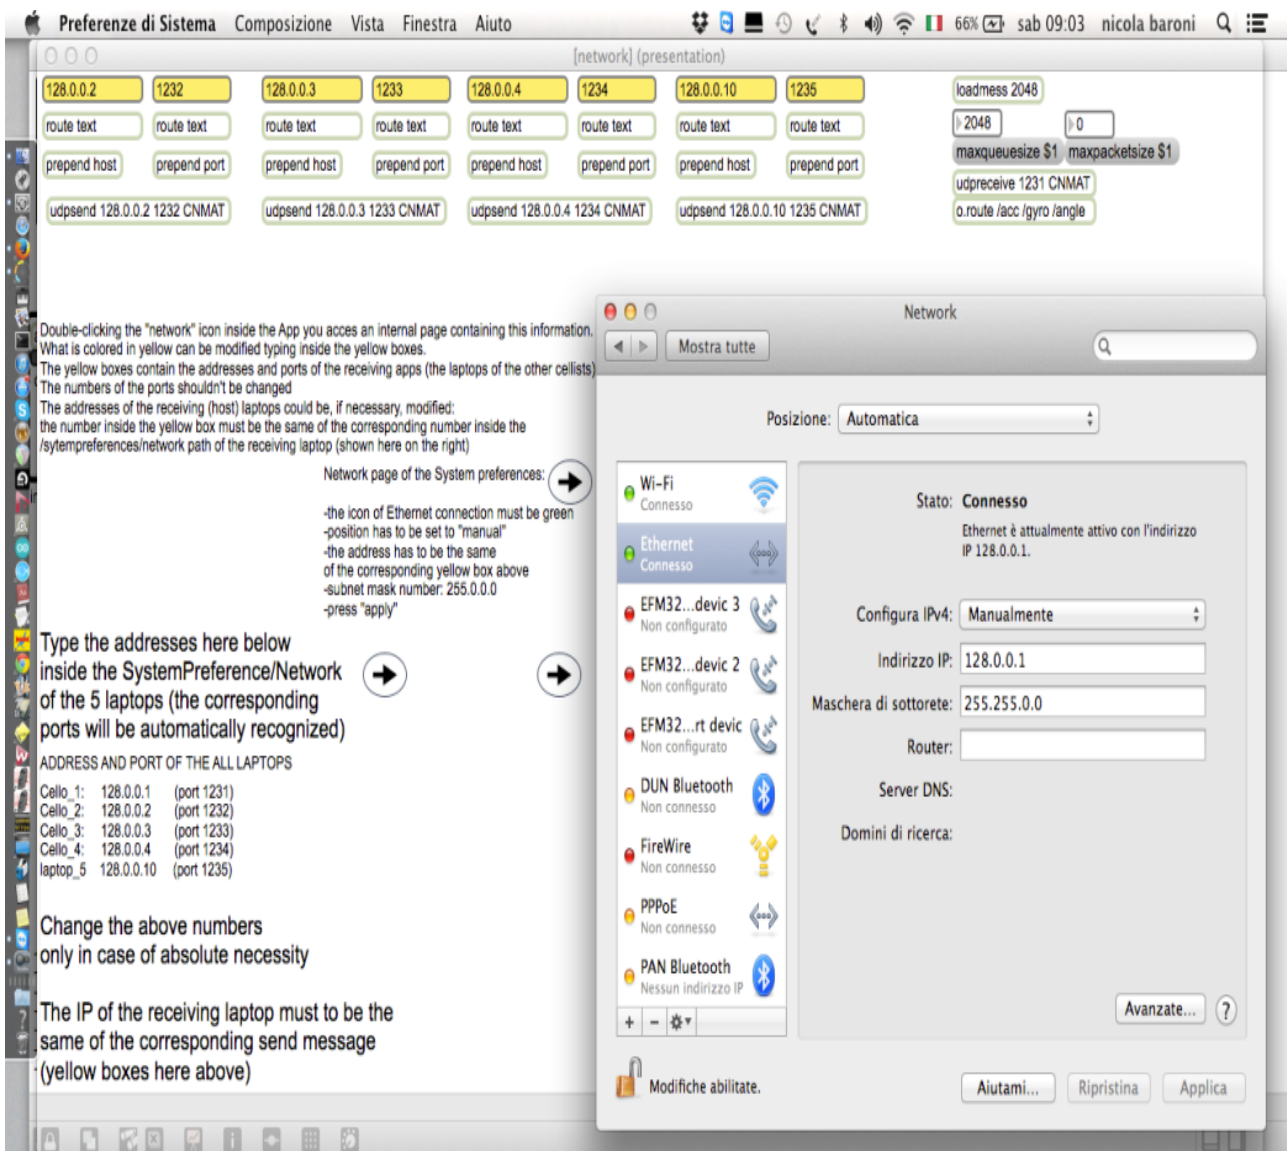 Preferenze di Sistema Composizione Vista Finestra Aiuto 66% sab 09:03 nicola baroni
[network] (presentation)
128.0.0.2 1232 128.0.0.3 1233 128.0.0.4 1234 128.0.0.10 1235 loadmess 2048
route text route text route text route text route text route text route text route text 2048 0
prepend host prepend port prepend host prepend port prepend host prepend port prepend host prepend port maxqueuesize $1 maxpacketsize $1
udpreceive 1231 CNMAT
udpsend 128.0.0.2 1232 CNMAT udpsend 128.0.0.3 1233 CNMAT udpsend 128.0.0.4 1234 CNMAT udpsend 128.0.0.10 1235 CNMAT o.route /acc /gyro /angle
Double-clicking the "network" icon inside the App you acces an internal page containing this information.
What is colored in yellow can be modified typing inside the yellow boxes.
The yellow boxes contain the addresses and ports of the receiving apps (the laptops of the other cellists)
The numbers of the ports shouldn't be changed
The addresses of the receiving (host) laptops could be, if necessary, modified:
the number inside the yellow box must be the same of the corresponding number inside the
/sytempreferences/network path of the receiving laptop (shown here on the right)
Network page of the System preferences:
-the icon of Ethernet connection must be green
-position has to be set to "manual"
-the address has to be the same
of the corresponding yellow box above
-subnet mask number: 255.0.0.0
-press "apply"
Type the addresses here below
inside the SystemPreference/Network
of the 5 laptops (the corresponding
ports will be automatically recognized)
ADDRESS AND PORT OF THE ALL LAPTOPS
Cello_1: 128.0.0.1 (port 1231)
Cello_2: 128.0.0.2 (port 1232)
Cello_3: 128.0.0.3 (port 1233)
Cello_4: 128.0.0.4 (port 1234)
laptop_5 128.0.0.10 (port 1235)
Change the above numbers
only in case of absolute necessity
The IP of the receiving laptop must to be the
same of the corresponding send message
(yellow boxes here above)
Network
Mostra tutte
Posizione: Automatica
Wi-Fi
Connesso
Ethernet
Connesso
EFM32...devic 3
Non configurato
EFM32...devic 2
Non configurato
EFM32...rt devic
Non configurato
DUN Bluetooth
Non connesso
FireWire
Non connesso
PPPoE
Non connesso
PAN Bluetooth
Nessun indirizzo IP
Stato: Connesso
Ethernet è attualmente attivo con l'indirizzo
IP 128.0.0.1.
Configura IPv4: Manualmente
Indirizzo IP: 128.0.0.1
Maschera di sottorete: 255.255.0.0
Router:
Server DNS:
Domini di ricerca:
Avanzate... ?
Modifiche abilitate.
Aiutami... Ripristina Applica